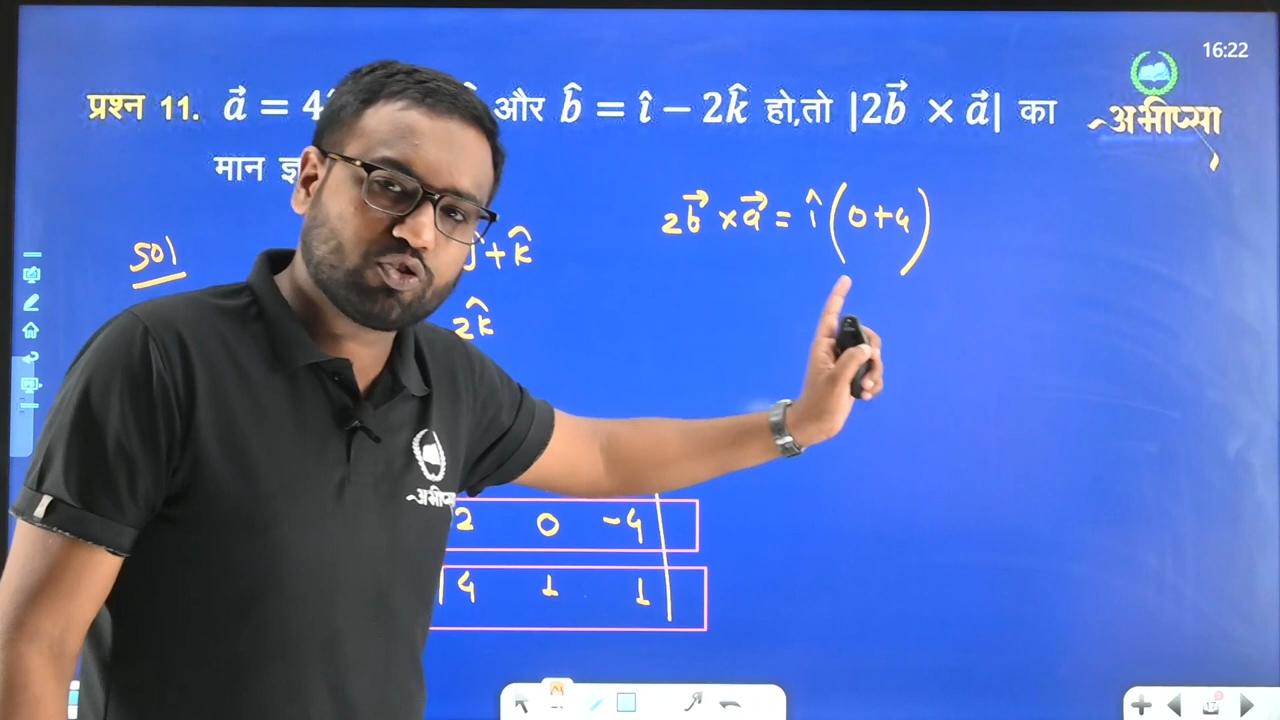 16:22
प्रश्न 11. a⃗ = 4 और b⃗ = î − 2k̂ हो,तो |2b⃗ × a⃗| का
अभीप्सा
मान
2b⃗ × a⃗ = î(0+4)
Sol
ĵ + k̂
2k̂
अभीप्सा
2 0 -4
4 1 1
17